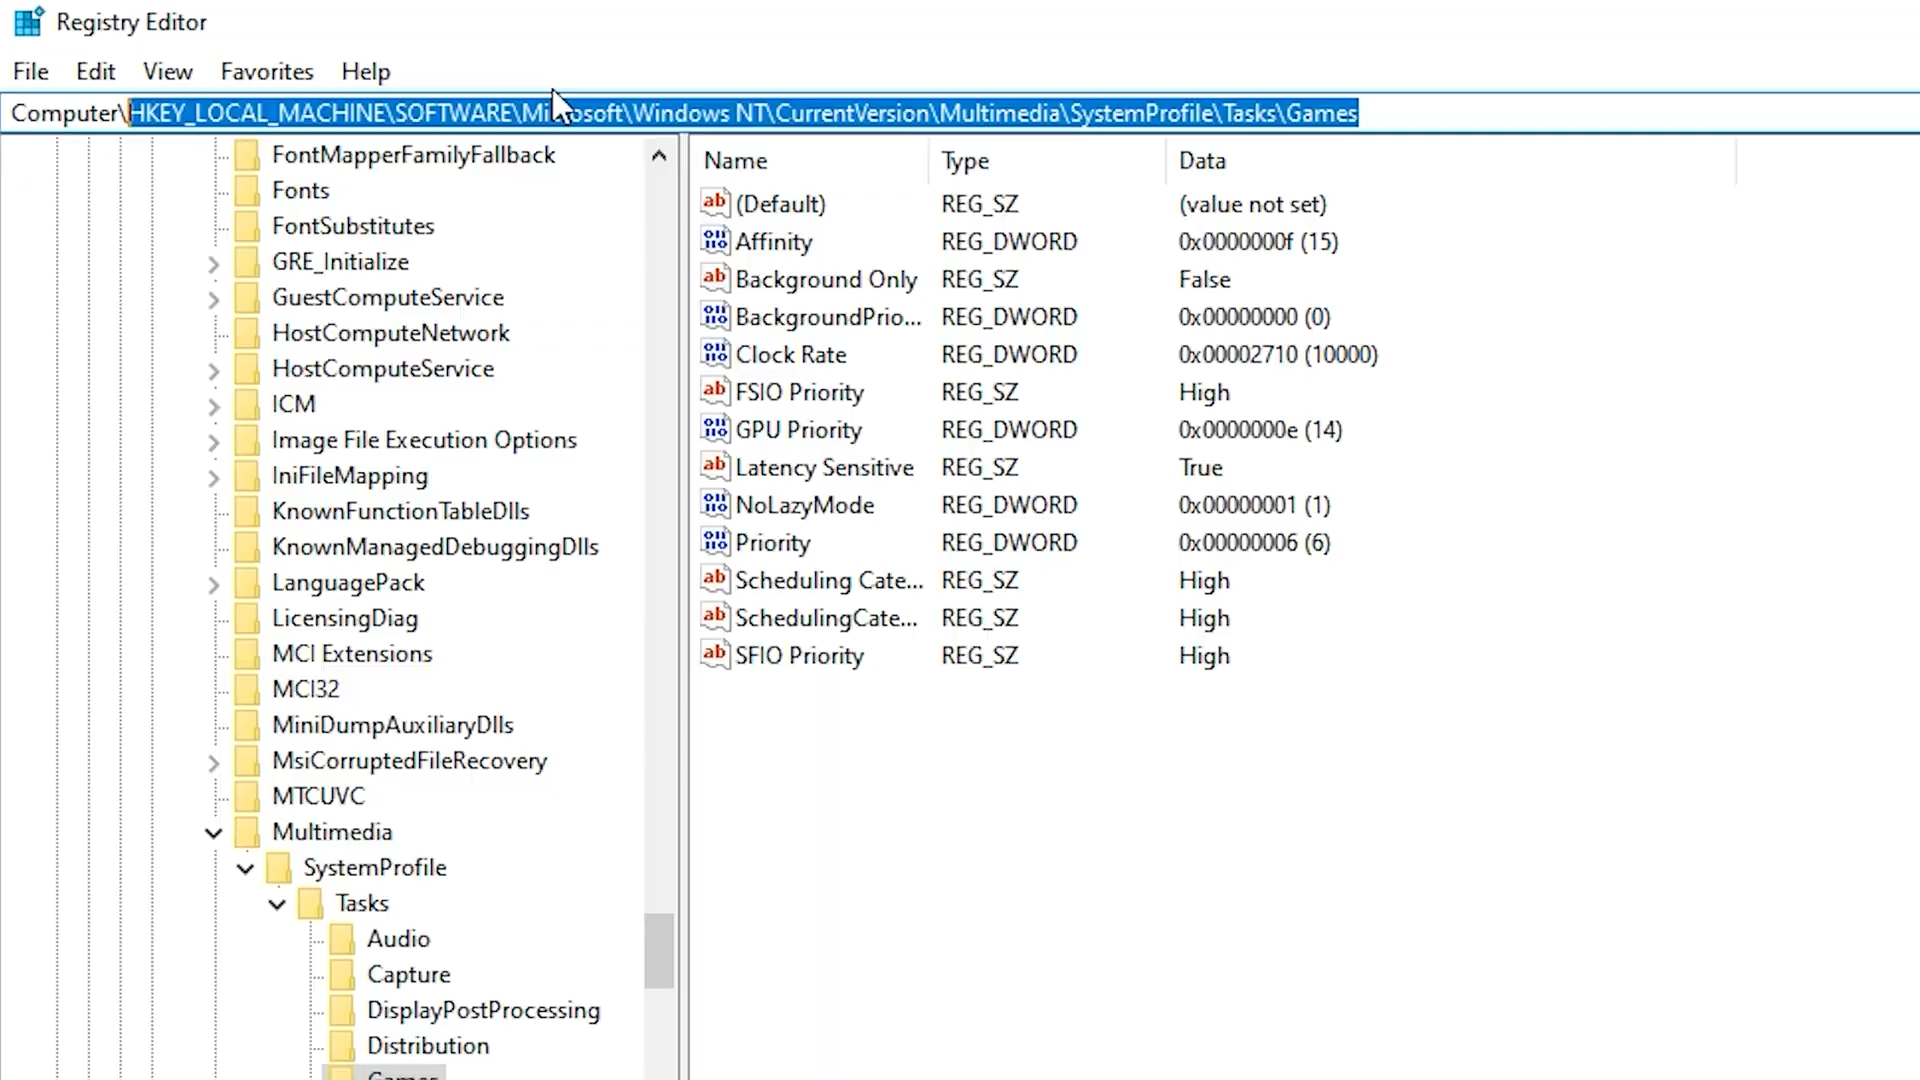 Registry Editor
File Edit View Favorites Help
Computer\HKEY_LOCAL_MACHINE\SOFTWARE\Microsoft\Windows NT\CurrentVersion\Multimedia\SystemProfile\Tasks\Games
FontMapperFamilyFallback
Fonts
FontSubstitutes
GRE_Initialize
GuestComputeService
HostComputeNetwork
HostComputeService
ICM
Image File Execution Options
IniFileMapping
KnownFunctionTableDlls
KnownManagedDebuggingDlls
LanguagePack
LicensingDiag
MCI Extensions
MCI32
MiniDumpAuxiliaryDlls
MsiCorruptedFileRecovery
MTCUVC
Multimedia
SystemProfile
Tasks
Audio
Capture
DisplayPostProcessing
Distribution
Games
Name Type Data
(Default) REG_SZ (value not set)
Affinity REG_DWORD 0x0000000f (15)
Background Only REG_SZ False
BackgroundPrio... REG_DWORD 0x00000000 (0)
Clock Rate REG_DWORD 0x00002710 (10000)
FSIO Priority REG_SZ High
GPU Priority REG_DWORD 0x0000000e (14)
Latency Sensitive REG_SZ True
NoLazyMode REG_DWORD 0x00000001 (1)
Priority REG_DWORD 0x00000006 (6)
Scheduling Cate... REG_SZ High
SchedulingCate... REG_SZ High
SFIO Priority REG_SZ High